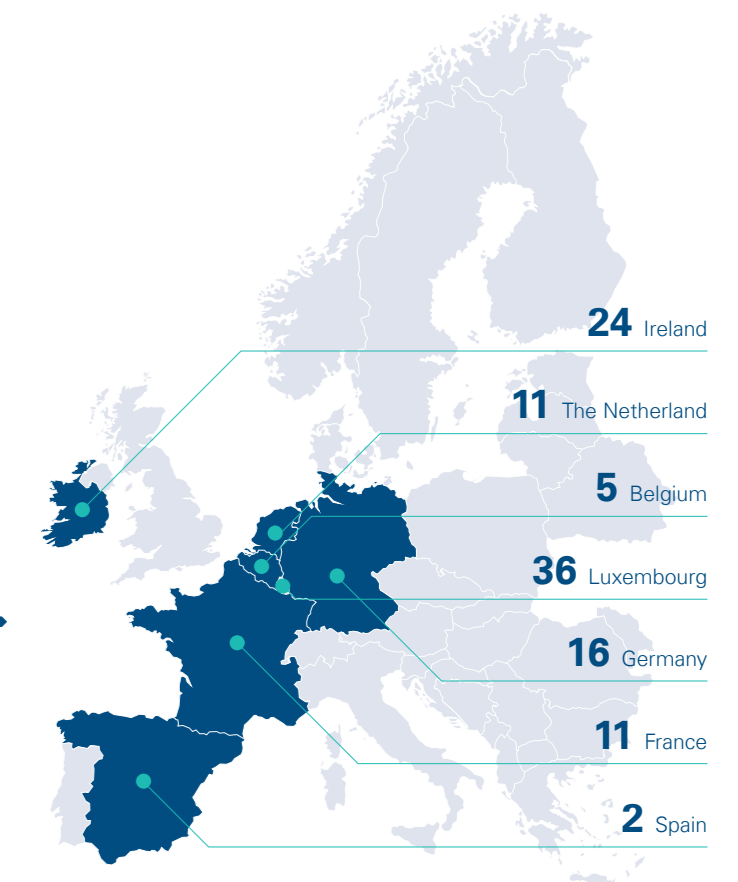 24 Ireland
11 The Netherland
5 Belgium
36 Luxembourg
16 Germany
11 France
2 Spain